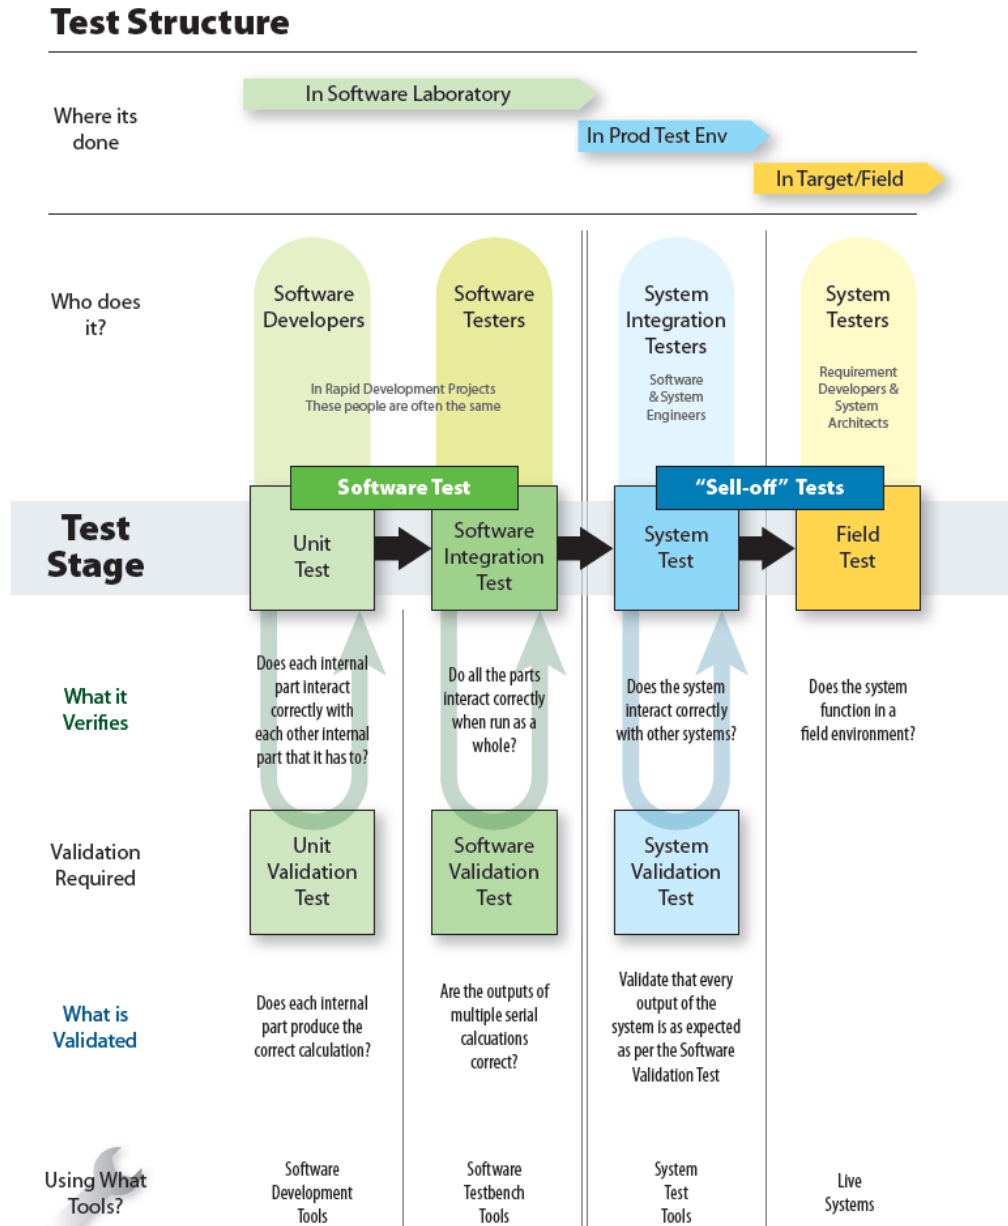 Test Structure
Where its
done
In Software Laboratory
In Prod Test Env
In Target/Field
Who does
it?
Software
Developers
Software
Testers
In Rapid Development Projects
These people are often the same
System
Integration
Testers
Software
& System
Engineers
System
Testers
Requirement
Developers &
System
Architects
Software Test
"Sell-off" Tests
Test
Stage
Unit
Test
Software
Integration
Test
System
Test
Field
Test
What it
Verifies
Does each internal
part interact
correctly with
each other internal
part that it has to?
Do all the parts
interact correctly
when run as a
whole?
Does the system
interact correctly
with other systems?
Does the system
function in a
field environment?
Validation
Required
Unit
Validation
Test
Software
Validation
Test
System
Validation
Test
What is
Validated
Does each internal
part produce the
correct calculation?
Are the outputs of
multiple serial
calcuations
correct?
Validate that every
output of the
system is as expected
as per the Software
Validation Test
Using What
Tools?
Software
Development
Tools
Software
Testbench
Tools
System
Test
Tools
Live
Systems